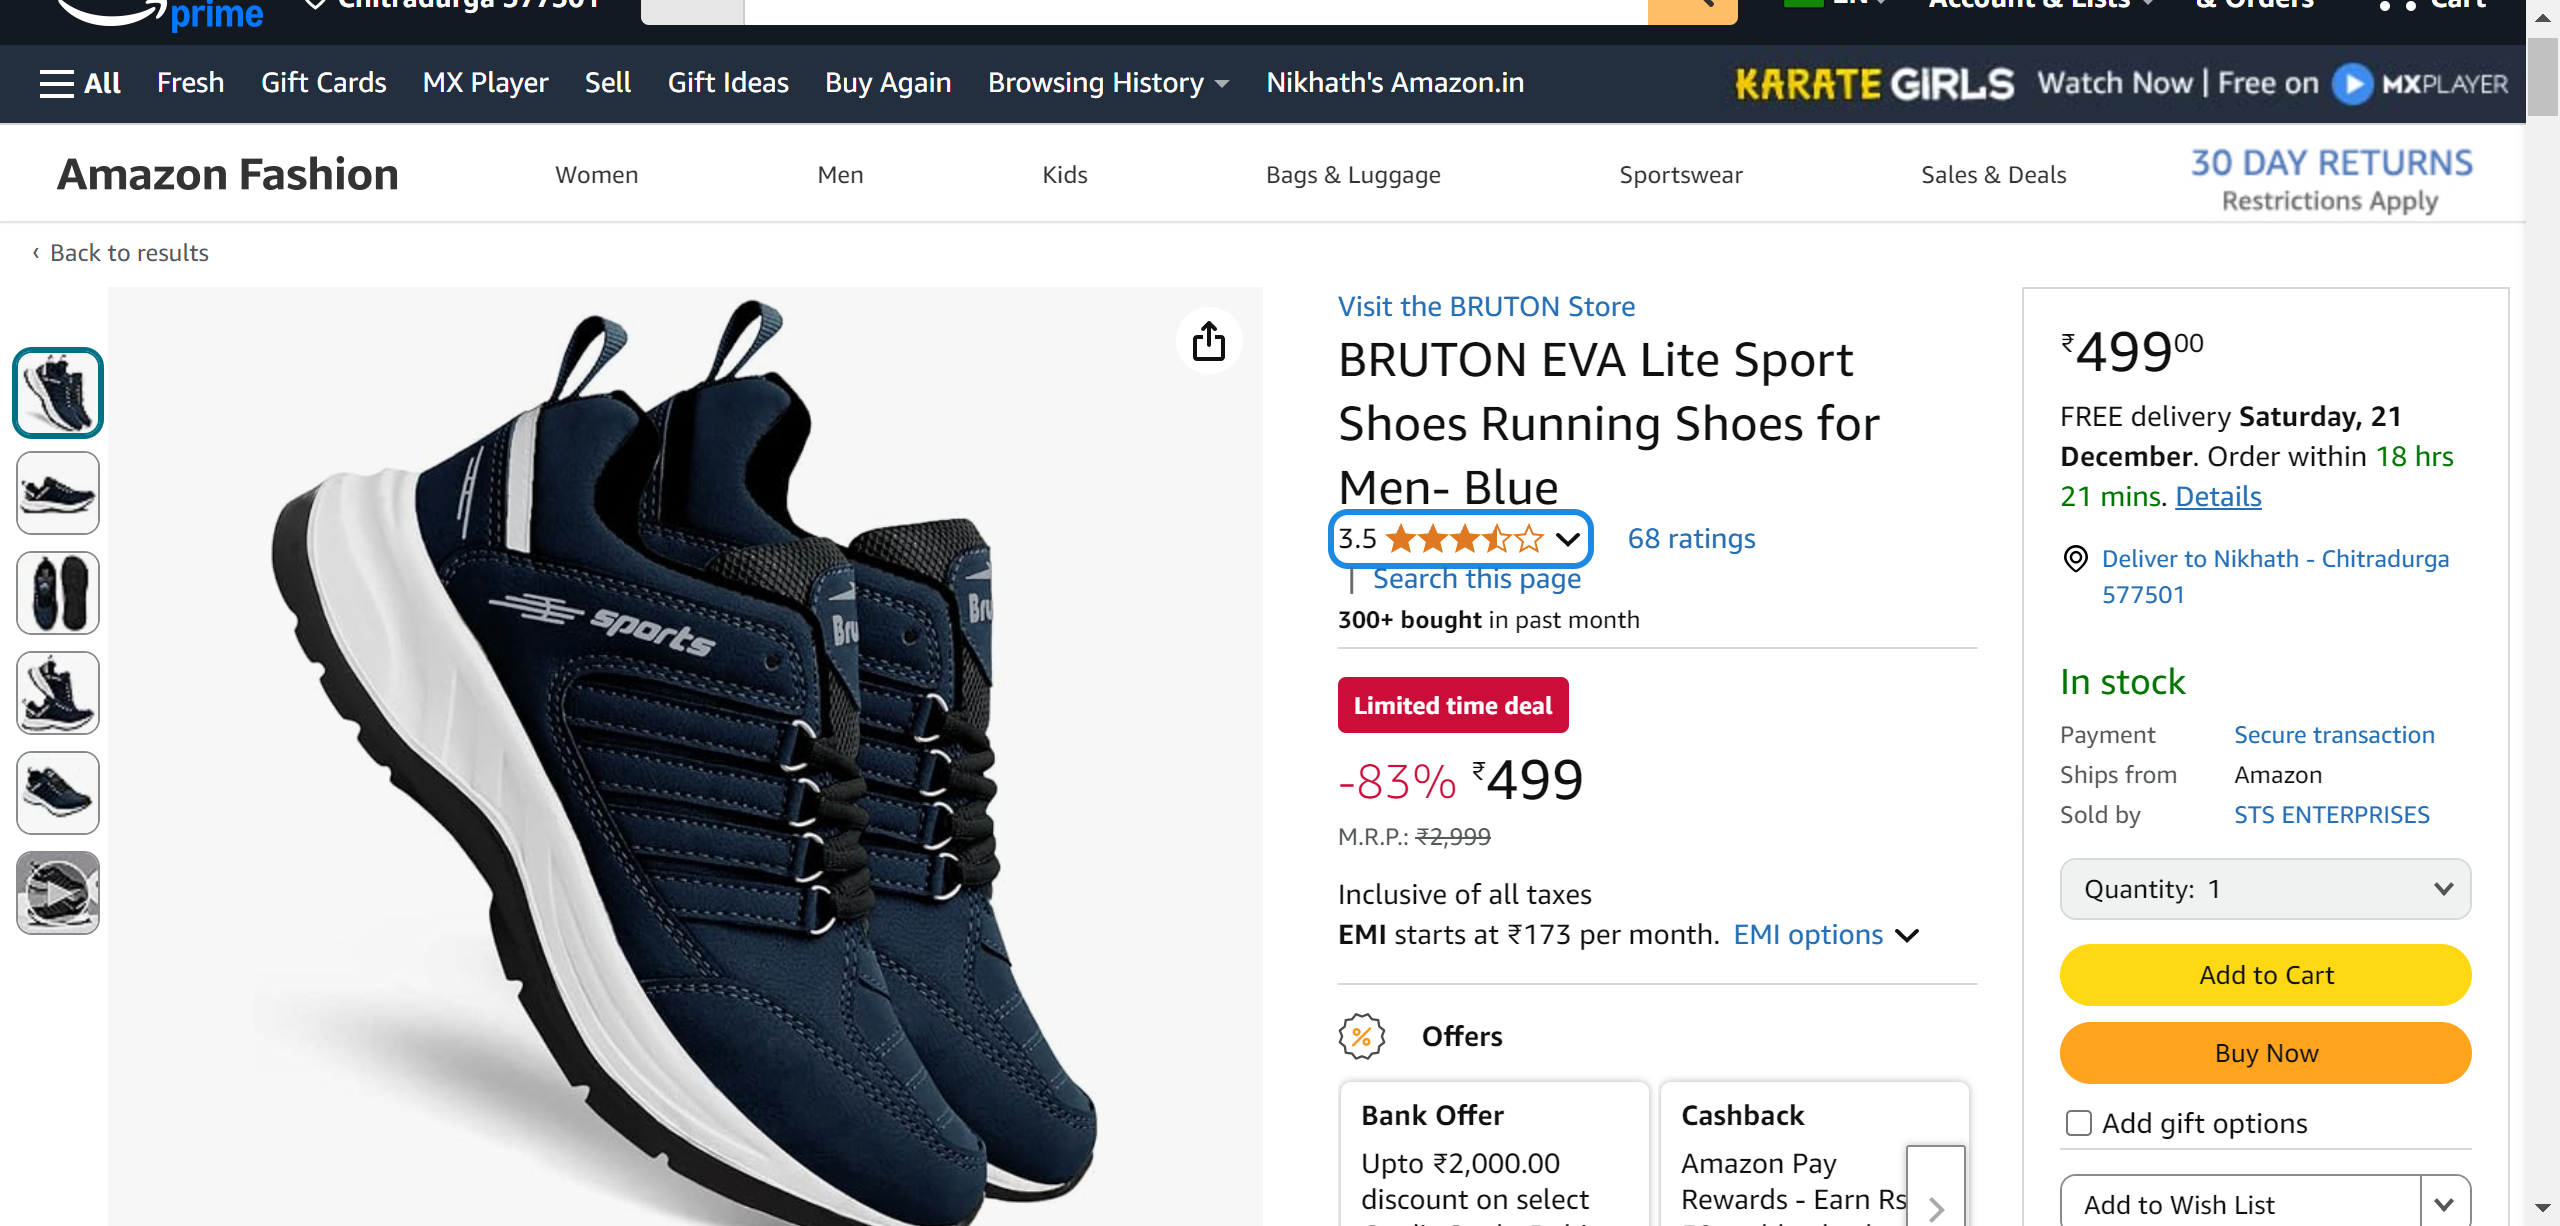 prime
Chitradurga 577501
EN
Account & Lists
& Orders
Cart
All
Fresh
Gift Cards
MX Player
Sell
Gift Ideas
Buy Again
Browsing History
Nikhath's Amazon.in
KARATE GIRLS Watch Now | Free on MXPLAYER
Amazon Fashion
Women
Men
Kids
Bags & Luggage
Sportswear
Sales & Deals
30 DAY RETURNS
Restrictions Apply
‹ Back to results
sports
Bru
Bru
Visit the BRUTON Store
BRUTON EVA Lite Sport
Shoes Running Shoes for
Men- Blue
3.5
68 ratings
| Search this page
300+ bought in past month
Limited time deal
-83% ₹499
M.R.P.: ₹2,999
Inclusive of all taxes
EMI starts at ₹173 per month. EMI options
Offers
Bank Offer
Upto ₹2,000.00
discount on select
Cashback
Amazon Pay
Rewards - Earn Rs
₹49900
FREE delivery Saturday, 21
December. Order within 18 hrs
21 mins. Details
Deliver to Nikhath - Chitradurga
577501
In stock
Payment Secure transaction
Ships from Amazon
Sold by STS ENTERPRISES
Quantity: 1
Add to Cart
Buy Now
Add gift options
Add to Wish List